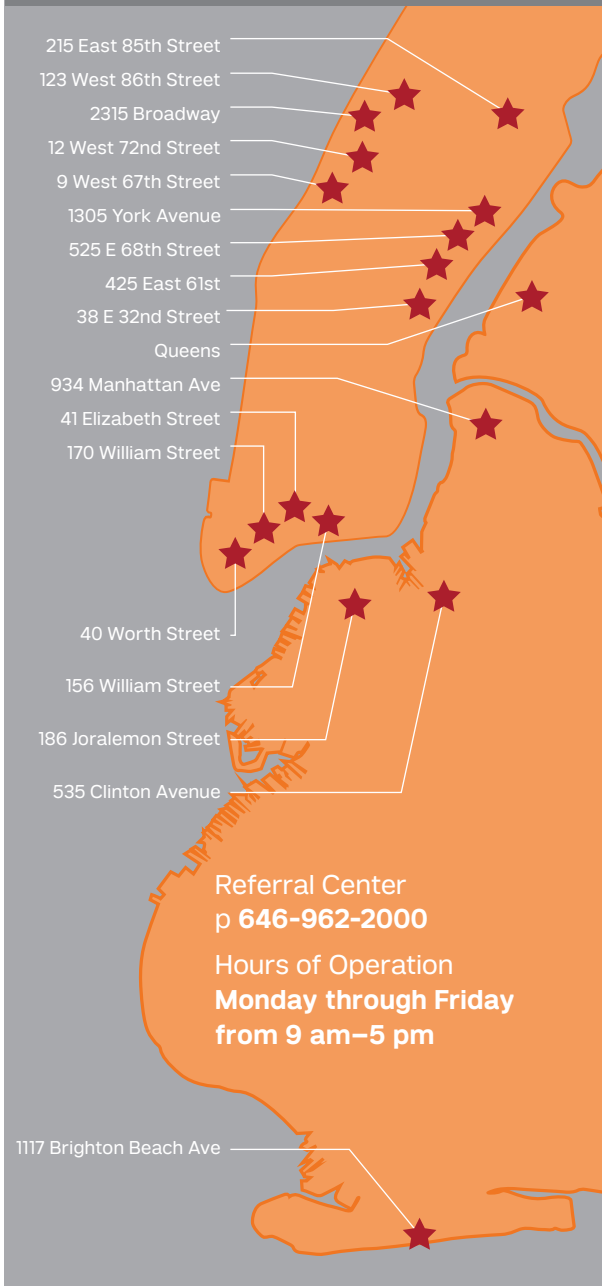 215 East 85th Street
123 West 86th Street
2315 Broadway
12 West 72nd Street
9 West 67th Street
1305 York Avenue
525 E 68th Street
425 East 61st
38 E 32nd Street
Queens
934 Manhattan Ave
41 Elizabeth Street
170 William Street
40 Worth Street
156 William Street
186 Joralemon Street
535 Clinton Avenue
Referral Center
p 646-962-2000
Hours of Operation
Monday through Friday
from 9 am–5 pm
1117 Brighton Beach Ave